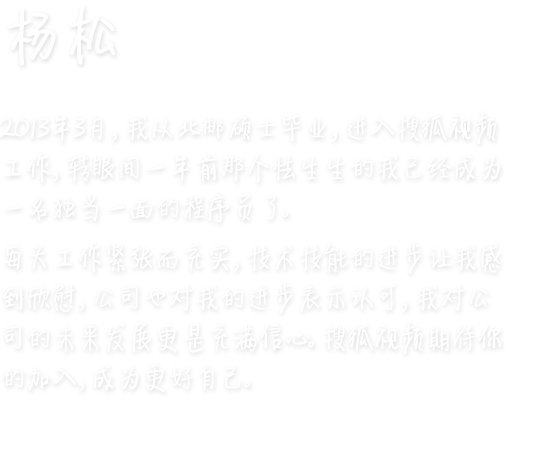 杨松
2013年3月,我从北邮硕士毕业,进入搜狐视频
工作,转眼间一年前那个怯生生的我已经成为
一名独当一面的程序员了。
每天工作紧张而充实,技术技能的进步让我感
到欣慰,公司也对我的进步表示认可,我对公
司的未来发展更是充满信心。搜狐视频期待你
的加入,成为更好自己。